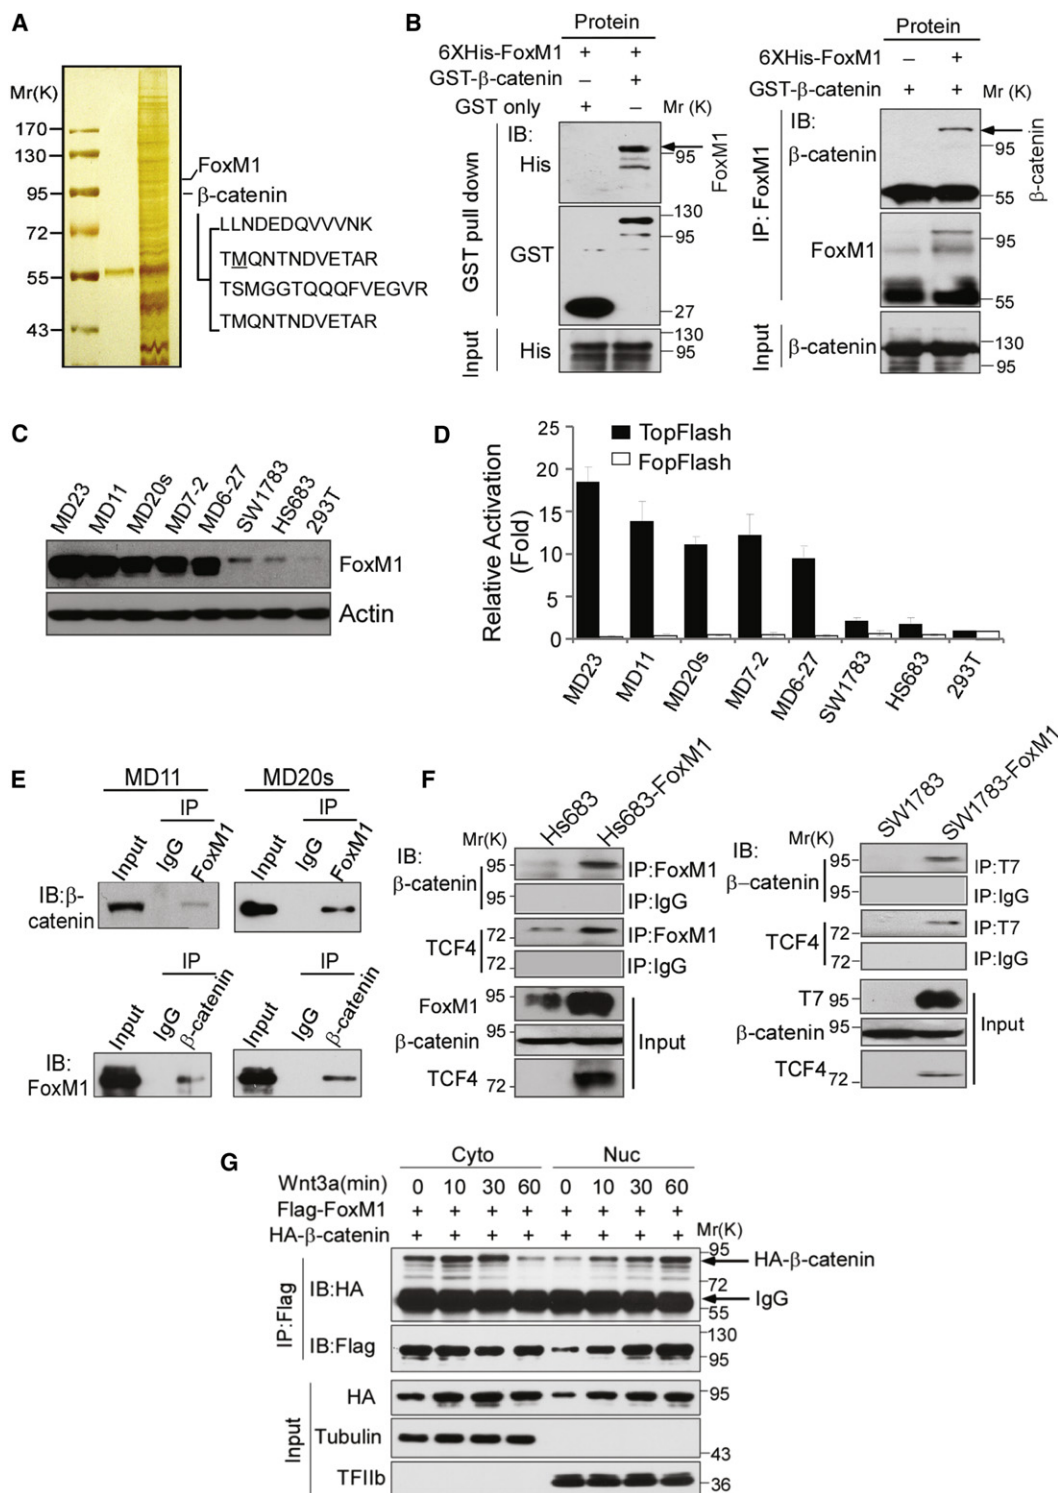 A
Mr(K)
170
130
95
72
55
43
FoxM1
β-catenin
LLNDEDQVVVNK
TMQNTNDVETAR
TSMGGTQQQFVEGVR
TMQNTNDVETAR
B
Protein
6XHis-FoxM1 + +
GST-β-catenin – +
GST only + – Mr (K)
GST pull down
IB:
His
95
FoxM1
GST
130
95
27
Input
His
130
95
Protein
6XHis-FoxM1 – +
GST-β-catenin + + Mr (K)
IP: FoxM1
IB:
β-catenin
95
55
β-catenin
FoxM1
95
55
Input
β-catenin
130
95
C
MD23 MD11 MD20s MD7-2 MD6-27 SW1783 HS683 293T
FoxM1
Actin
D
Relative Activation
(Fold)
25
20
15
10
5
0
TopFlash
FopFlash
MD23 MD11 MD20s MD7-2 MD6-27 SW1783 HS683 293T
E
MD11 MD20s
IP IP
Input IgG FoxM1 Input IgG FoxM1
IB:β-
catenin
IP IP
Input IgG β-catenin Input IgG β-catenin
IB:
FoxM1
F
Hs683 Hs683-FoxM1
Mr(K)
IB:
β-catenin
95 IP:FoxM1
95 IP:IgG
TCF4
72 IP:FoxM1
72 IP:IgG
FoxM1 95
β-catenin 95
TCF4 72
Input
SW1783 SW1783-FoxM1
Mr(K)
IB:
β-catenin
95 IP:T7
95 IP:IgG
TCF4
72 IP:T7
72 IP:IgG
T7 95
β-catenin 95
TCF4 72
Input
G
Cyto Nuc
Wnt3a(min) 0 10 30 60 0 10 30 60
Flag-FoxM1 + + + + + + + +
HA-β-catenin + + + + + + + + Mr(K)
IP:Flag
IB:HA
95
HA-β-catenin
72
IgG
55
IB:Flag
130
95
Input
HA
95
Tubulin
43
TFIIb
36